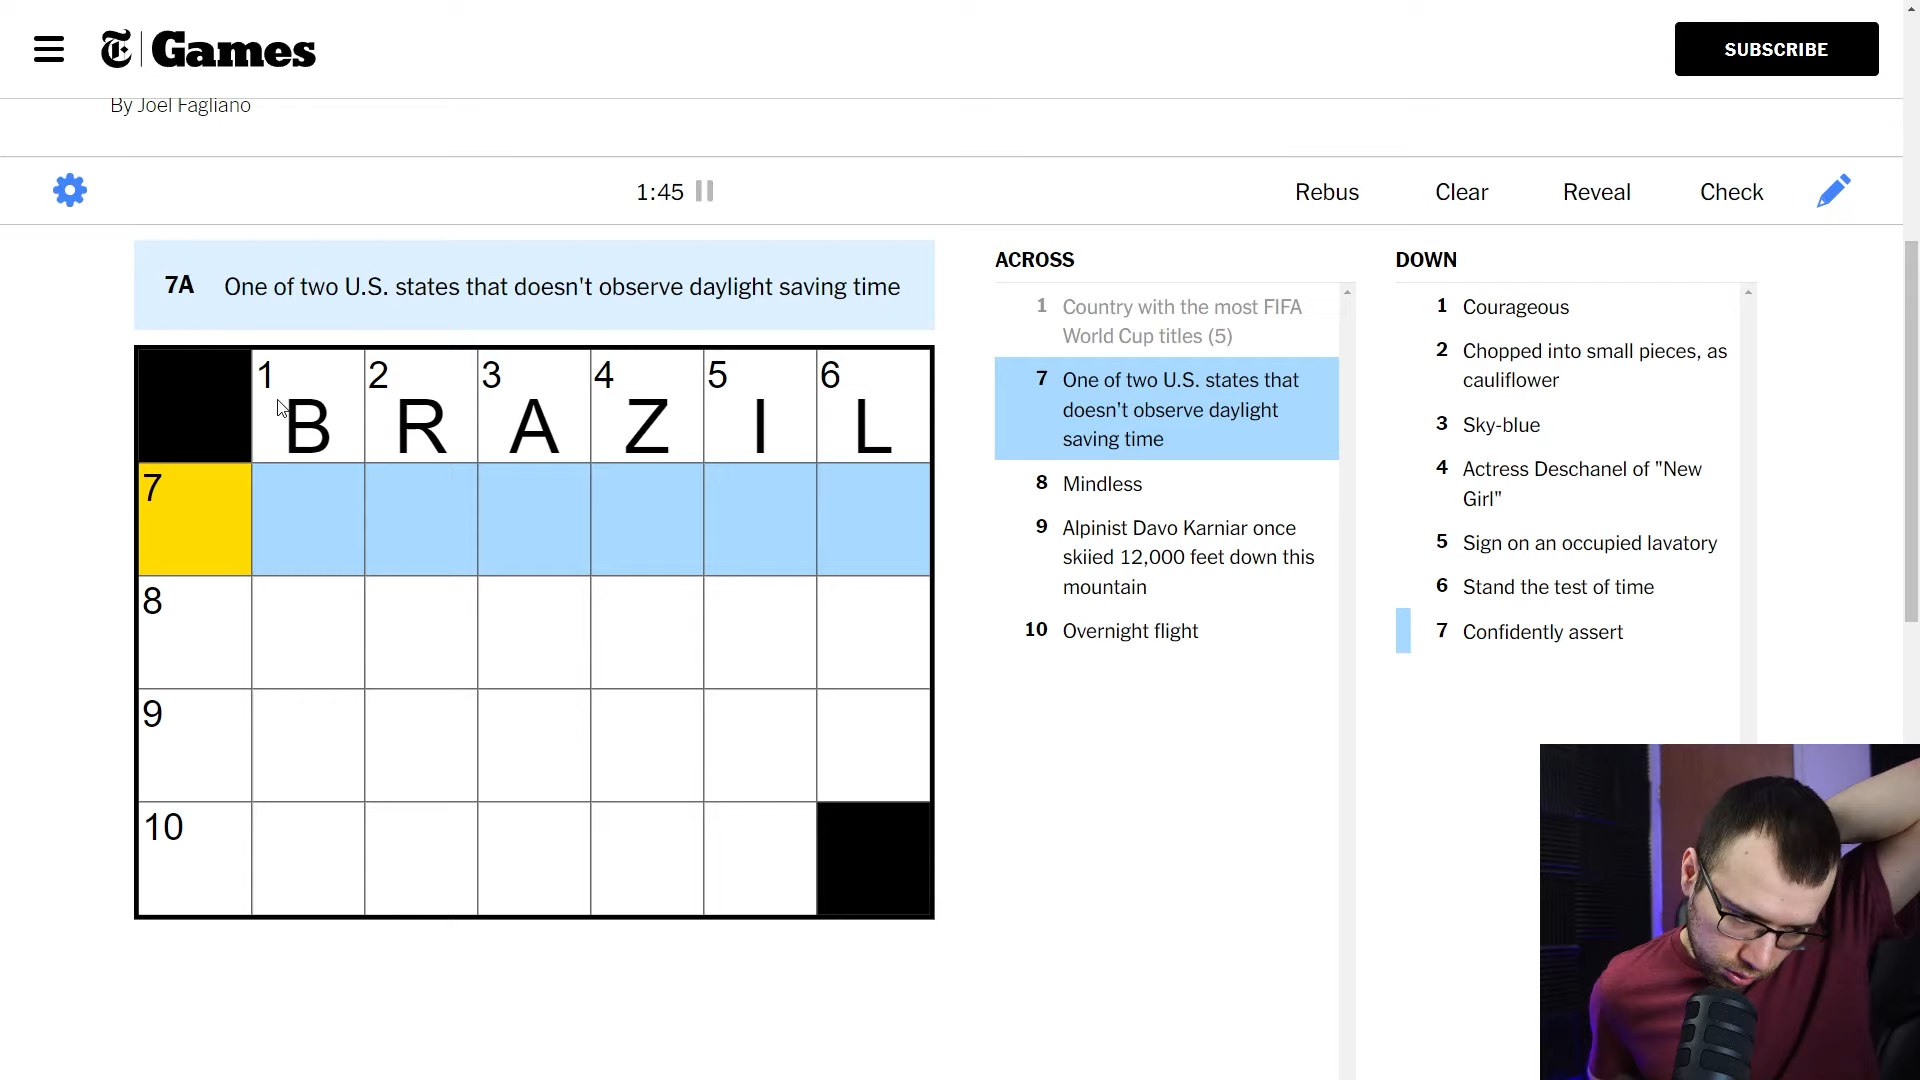 Games
SUBSCRIBE
By Joel Fagliano
1:45
Rebus
Clear
Reveal
Check
7A One of two U.S. states that doesn't observe daylight saving time
1 2 3 4 5 6
B R A Z I L
7
8
9
10
ACROSS
1 Country with the most FIFA
World Cup titles (5)
7 One of two U.S. states that
doesn't observe daylight
saving time
8 Mindless
9 Alpinist Davo Karniar once
skiied 12,000 feet down this
mountain
10 Overnight flight
DOWN
1 Courageous
2 Chopped into small pieces, as
cauliflower
3 Sky-blue
4 Actress Deschanel of "New
Girl"
5 Sign on an occupied lavatory
6 Stand the test of time
7 Confidently assert